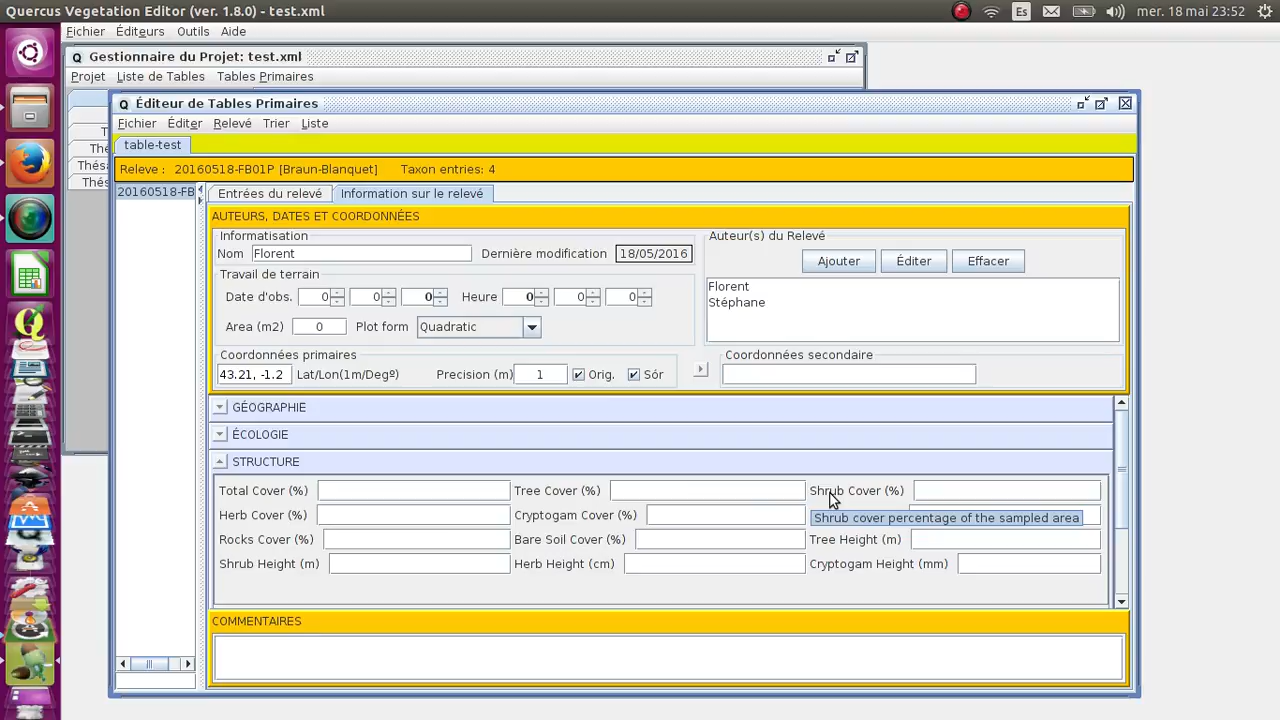 Quercus Vegetation Editor (ver. 1.8.0) - test.xml
Es
mer. 18 mai 23:52
Fichier Éditeurs Outils Aide
Q Gestionnaire du Projet: test.xml
Projet Liste de Tables Tables Primaires
Q Éditeur de Tables Primaires
Fichier Éditer Relevé Trier Liste
T
table-test
Thé
Thésa
Thés
Releve : 20160518-FB01P [Braun-Blanquet] Taxon entries: 4
20160518-FB
Entrées du relevé Information sur le relevé
AUTEURS, DATES ET COORDONNÉES
Informatisation
Nom Florent Dernière modification 18/05/2016
Travail de terrain
Date d'obs. 0 0 0 Heure 0 0 0
Area (m2) 0 Plot form Quadratic
Auteur(s) du Relevé
Ajouter Éditer Effacer
Florent
Stéphane
Coordonnées primaires
43.21, -1.2 Lat/Lon(1m/Degº) Precision (m) 1 Orig. Sór
Coordonnées secondaire
GÉOGRAPHIE
ÉCOLOGIE
STRUCTURE
Total Cover (%) Tree Cover (%) Shrub Cover (%)
Herb Cover (%) Cryptogam Cover (%) Shrub cover percentage of the sampled area
Rocks Cover (%) Bare Soil Cover (%) Tree Height (m)
Shrub Height (m) Herb Height (cm) Cryptogam Height (mm)
COMMENTAIRES